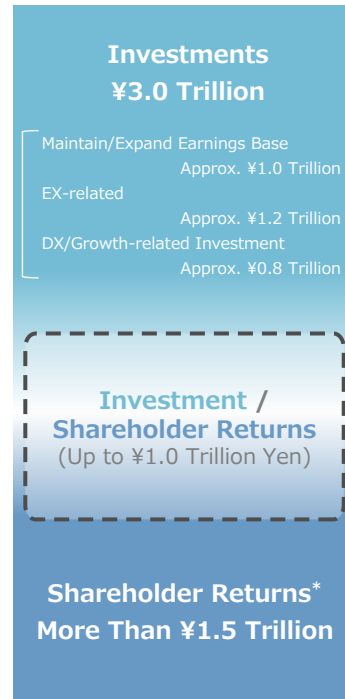 Investments
¥3.0 Trillion
Maintain/Expand Earnings Base
Approx. ¥1.0 Trillion
EX-related
Approx. ¥1.2 Trillion
DX/Growth-related Investment
Approx. ¥0.8 Trillion
Investment /
Shareholder Returns
(Up to ¥1.0 Trillion Yen)
Shareholder Returns*
More Than ¥1.5 Trillion